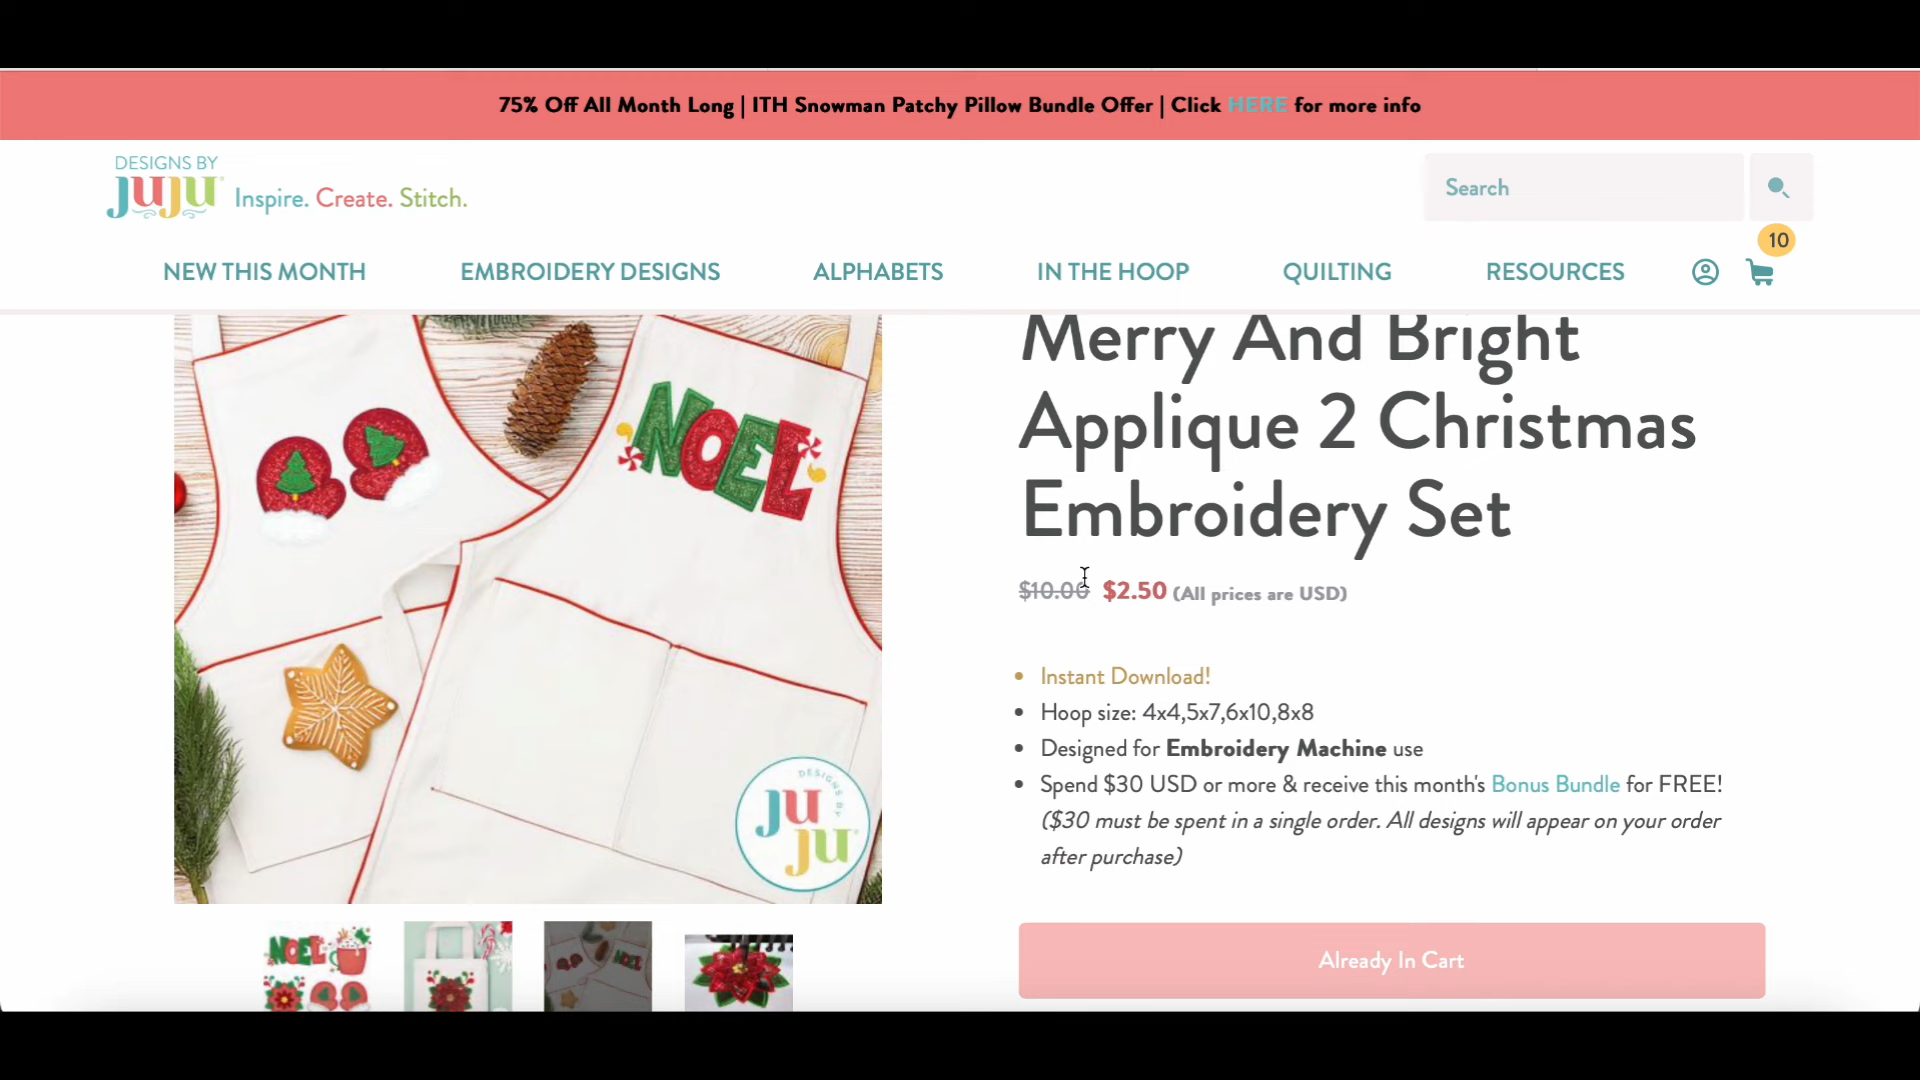 75% Off All Month Long | ITH Snowman Patchy Pillow Bundle Offer | Click HERE for more info
DESIGNS BY
JUJU
Inspire. Create. Stitch.
Search
10
NEW THIS MONTH
EMBROIDERY DESIGNS
ALPHABETS
IN THE HOOP
QUILTING
RESOURCES
NOEL
DESIGNS BY
JUJU
NOEL
NOEL
Merry And Bright
Applique 2 Christmas
Embroidery Set
$10.00 $2.50 (All prices are USD)
Instant Download!
Hoop size: 4x4,5x7,6x10,8x8
Designed for Embroidery Machine use
Spend $30 USD or more & receive this month's Bonus Bundle for FREE!
($30 must be spent in a single order. All designs will appear on your order
after purchase)
Already In Cart